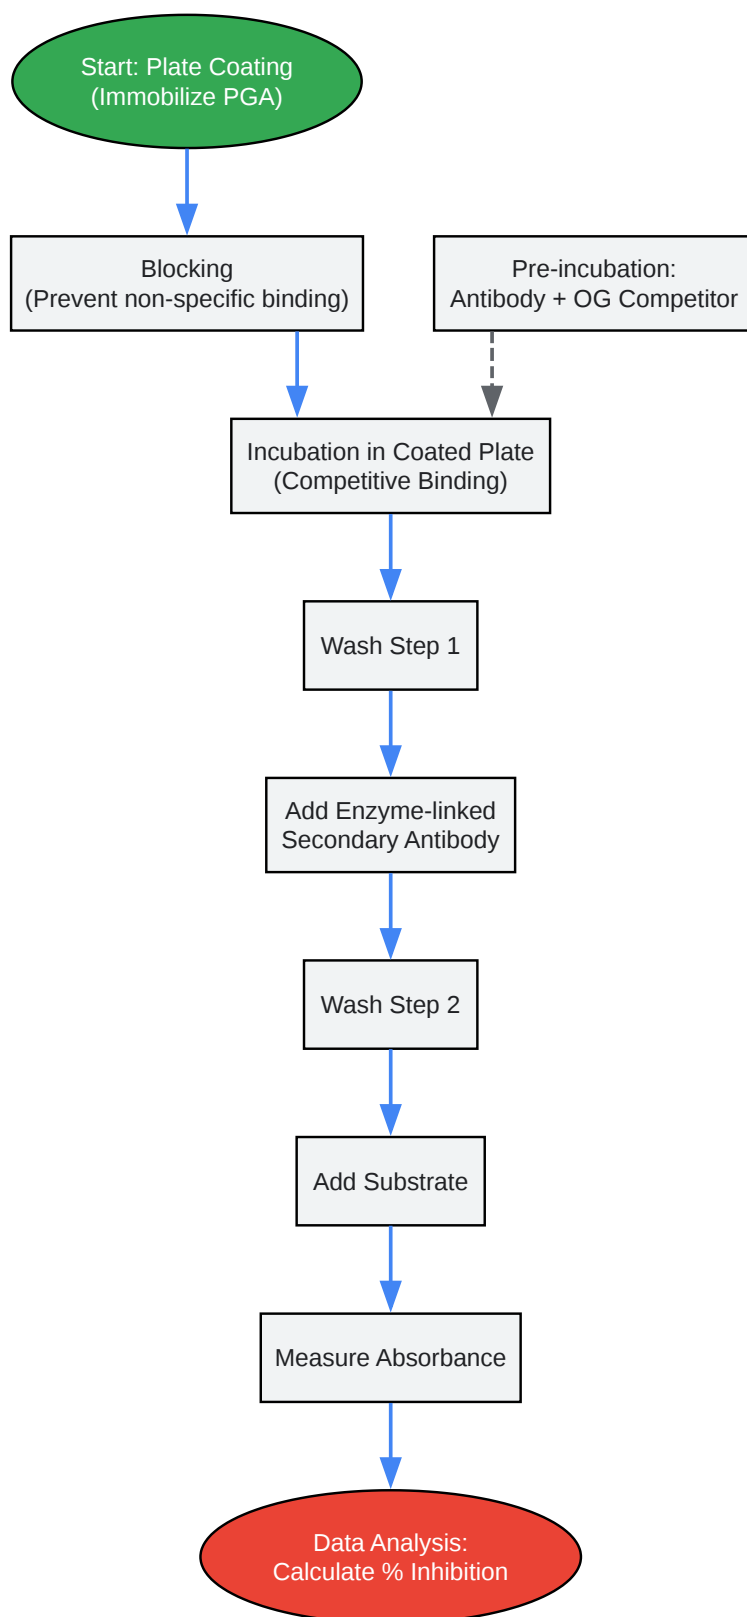 Start: Plate Coating
(Immobilize PGA)
Blocking
(Prevent non-specific binding)
Pre-incubation:
Antibody + OG Competitor
Incubation in Coated Plate
(Competitive Binding)
Wash Step 1
Add Enzyme-linked
Secondary Antibody
Wash Step 2
Add Substrate
Measure Absorbance
Data Analysis:
Calculate % Inhibition